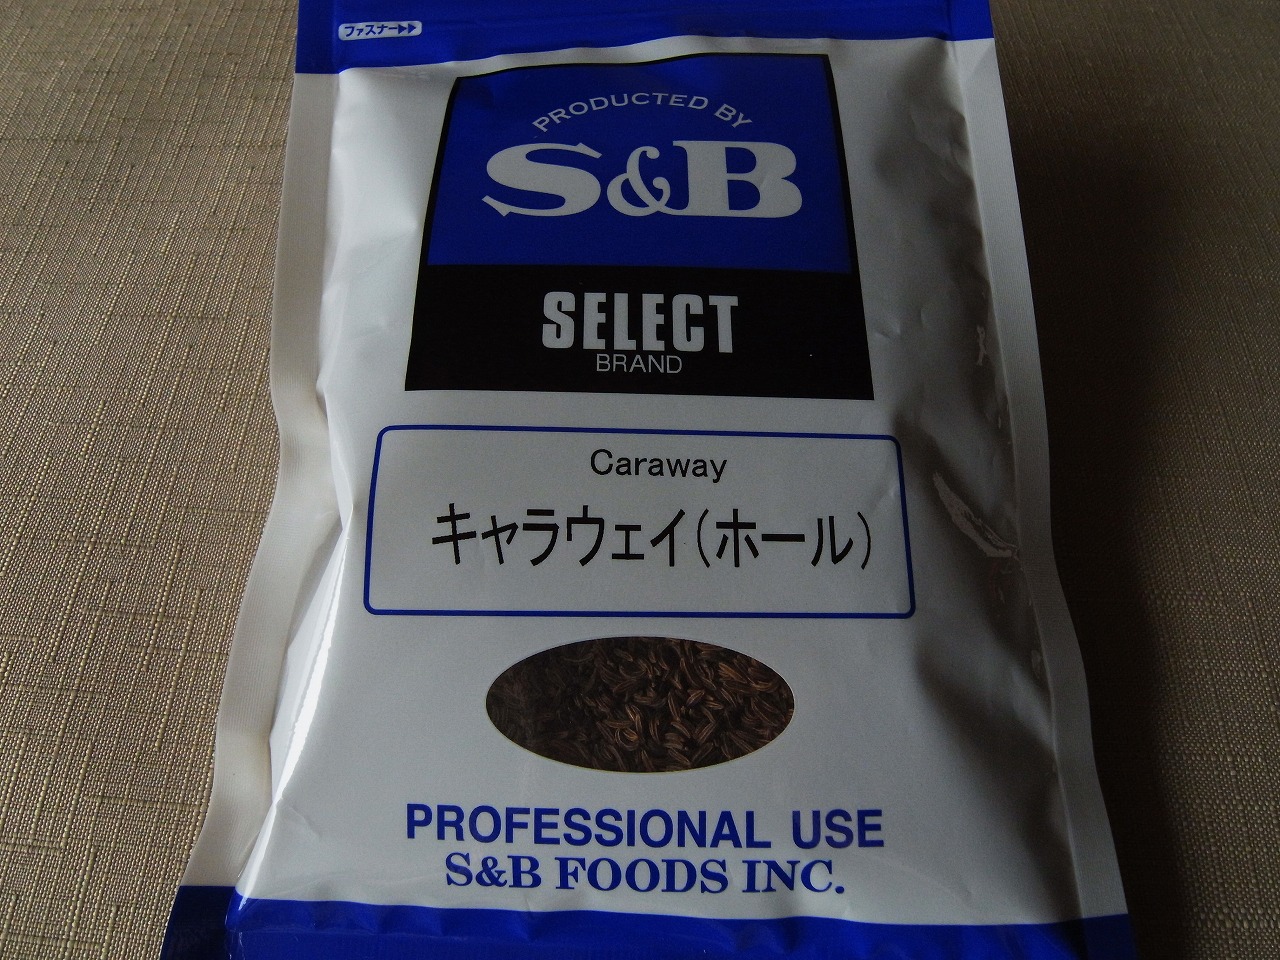 ファスナー▶▶
PRODUCTED BY
S&B
SELECT
BRAND
Caraway
キャラウェイ(ホール)
PROFESSIONAL USE
S&B FOODS INC.